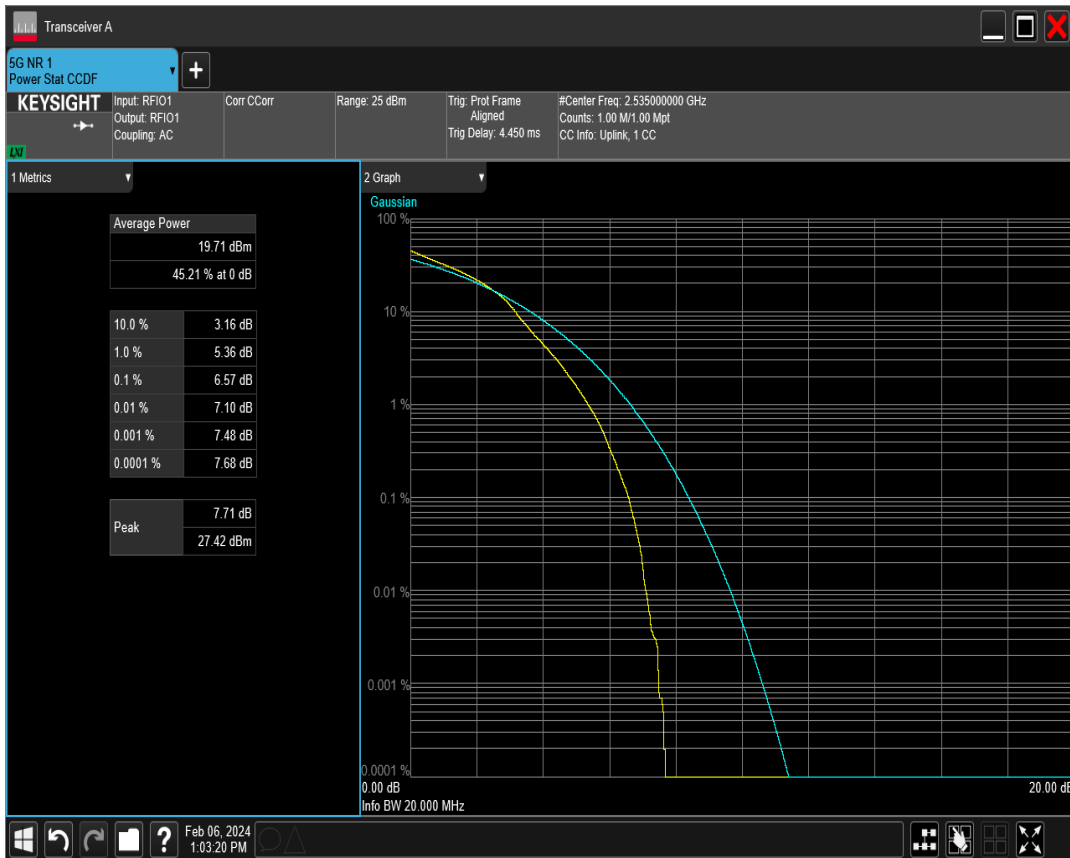 Transceiver A
5G NR 1
Power Stat CCDF
+
KEYSIGHT
LXI
Input: RFIO1
Output: RFIO1
Coupling: AC
Corr CCorr
Range: 25 dBm
Trig: Prot Frame
Aligned
Trig Delay: 4.450 ms
#Center Freq: 2.535000000 GHz
Counts: 1.00 M/1.00 Mpt
CC Info: Uplink, 1 CC
1 Metrics
Average Power
19.71 dBm
45.21 % at 0 dB
10.0 % 3.16 dB
1.0 % 5.36 dB
0.1 % 6.57 dB
0.01 % 7.10 dB
0.001 % 7.48 dB
0.0001 % 7.68 dB
Peak
7.71 dB
27.42 dBm
2 Graph
Gaussian
100 %
10 %
1 %
0.1 %
0.01 %
0.001 %
0.0001 %
0.00 dB
20.00 dB
Info BW 20.000 MHz
?
Feb 06, 2024
1:03:20 PM